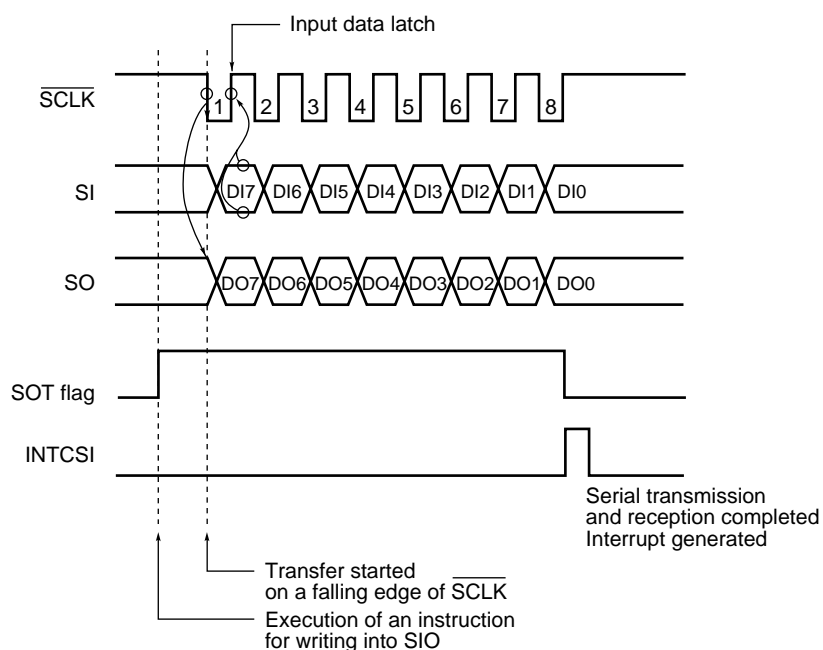 Input data latch
SCLK
1 2 3 4 5 6 7 8
SI
DI7 DI6 DI5 DI4 DI3 DI2 DI1 DI0
SO
DO7 DO6 DO5 DO4 DO3 DO2 DO1 DO0
SOT flag
INTCSI
Serial transmission
and reception completed
Interrupt generated
Transfer started
on a falling edge of SCLK
Execution of an instruction
for writing into SIO